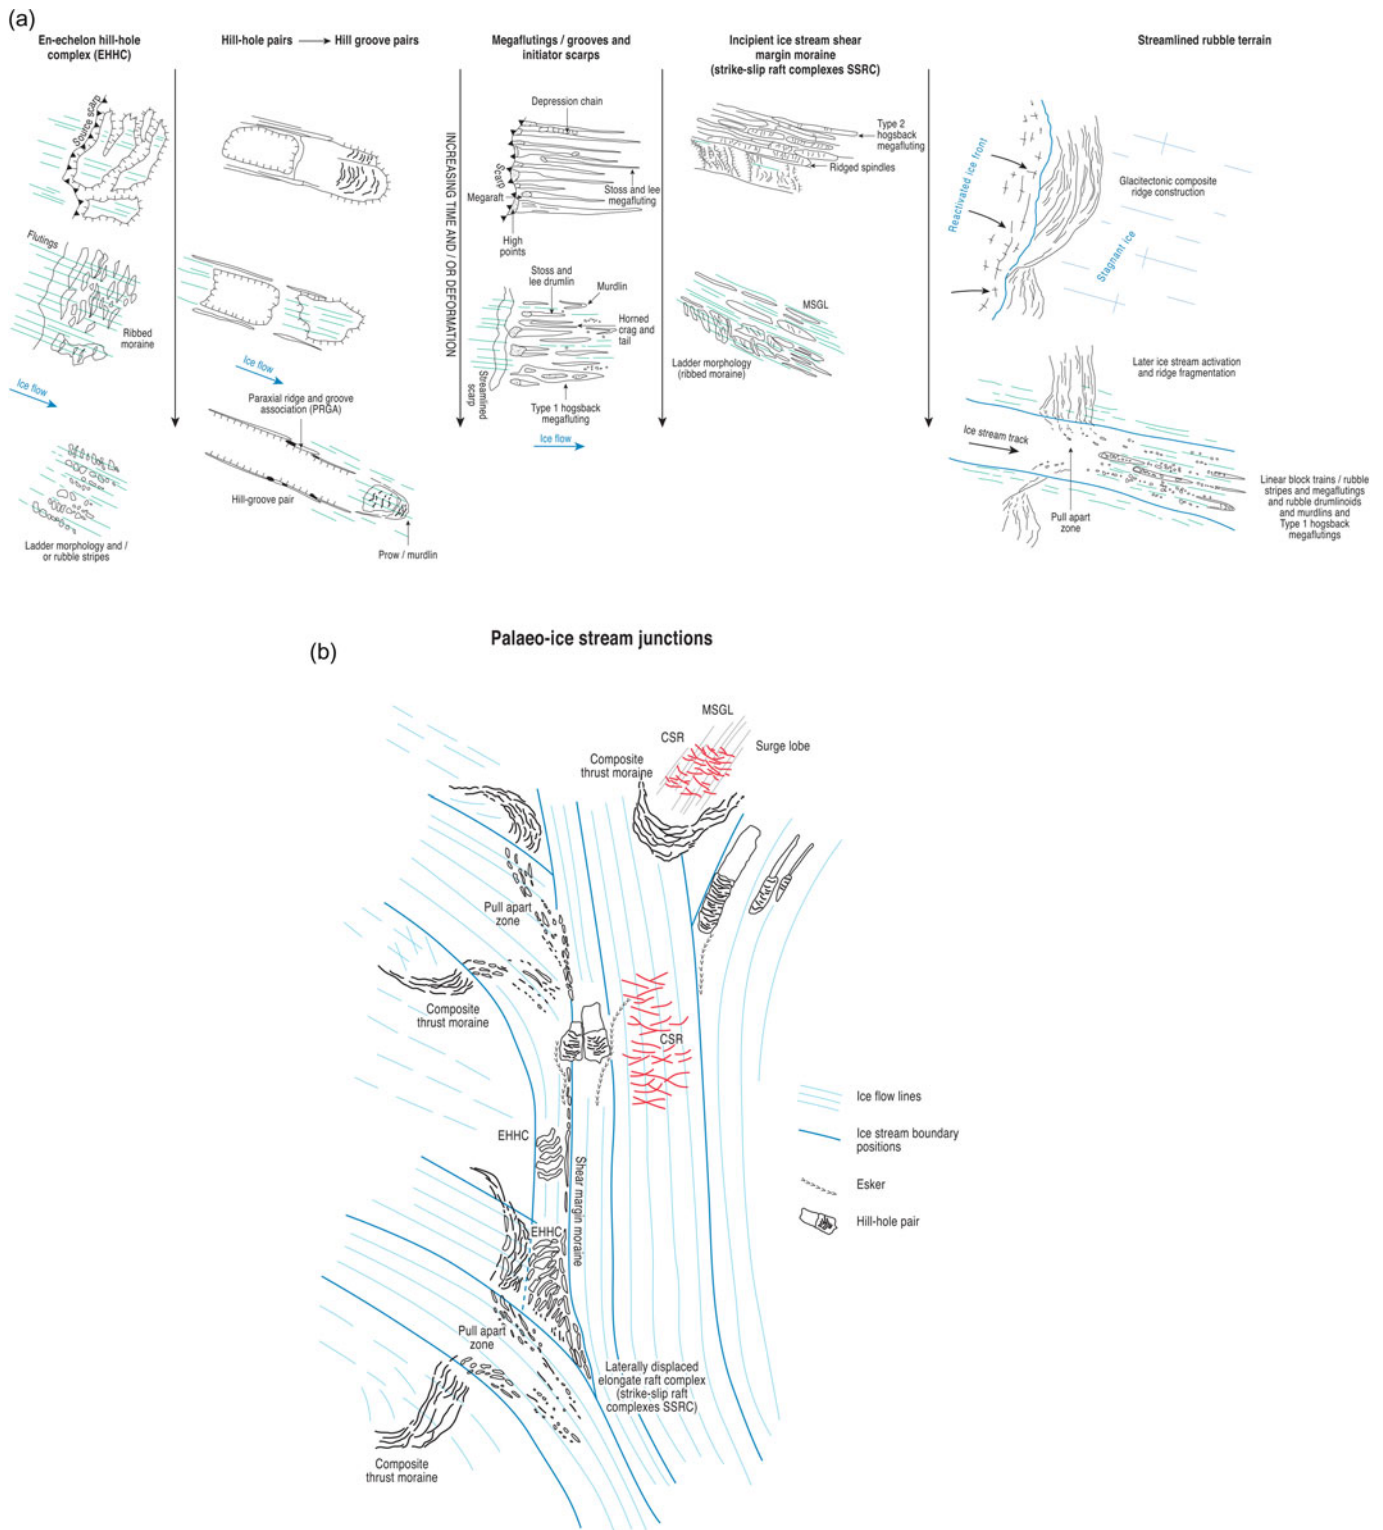 (a)
En-echelon hill-hole
complex (EHHC)
Hill-hole pairs
Hill groove pairs
Megaflutings / grooves and
initiator scarps
Incipient ice stream shear
margin moraine
(strike-slip raft complexes SSRC)
Streamlined rubble terrain
Source scarp
Flutings
Ribbed
moraine
Ice flow
Ladder morphology and /
or rubble stripes
Ice flow
Paraxial ridge and groove
association (PRGA)
Hill-groove pair
Prow / murdlin
INCREASING TIME AND / OR DEFORMATION
Depression chain
Scarp
Megaraft
Stoss and lee
megafluting
High
points
Stoss and
lee drumlin
Murdlin
Horned
crag and
tail
Streamlined
scarp
Type 1 hogsback
megafluting
Ice flow
Type 2
hogsback
megafluting
Ridged spindles
MSGL
Ladder morphology
(ribbed moraine)
Reactivated ice front
Glacitectonic composite
ridge construction
Stagnant ice
Later ice stream activation
and ridge fragmentation
Ice stream track
Pull apart
zone
Linear block trains / rubble
stripes and megaflutings
and rubble drumlinoids
and murdlins and
Type 1 hogsback
megaflutings
Palaeo-ice stream junctions
(b)
MSGL
CSR
Surge lobe
Composite
thrust moraine
Pull apart
zone
Composite
thrust moraine
CSR
EHHC
Shear margin moraine
EHHC
Pull apart
zone
Laterally displaced
elongate raft complex
(strike-slip raft
complexes SSRC)
Composite
thrust moraine
Ice flow lines
Ice stream boundary
positions
Esker
Hill-hole pair